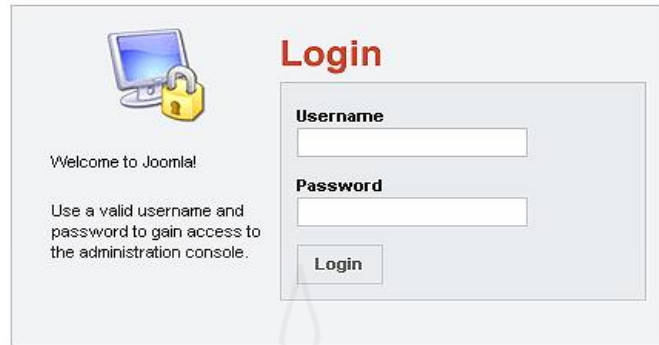 Login
Username
Welcome to Joomla!
Password
Use a valid username and
password to gain access to
the administration console.
Login